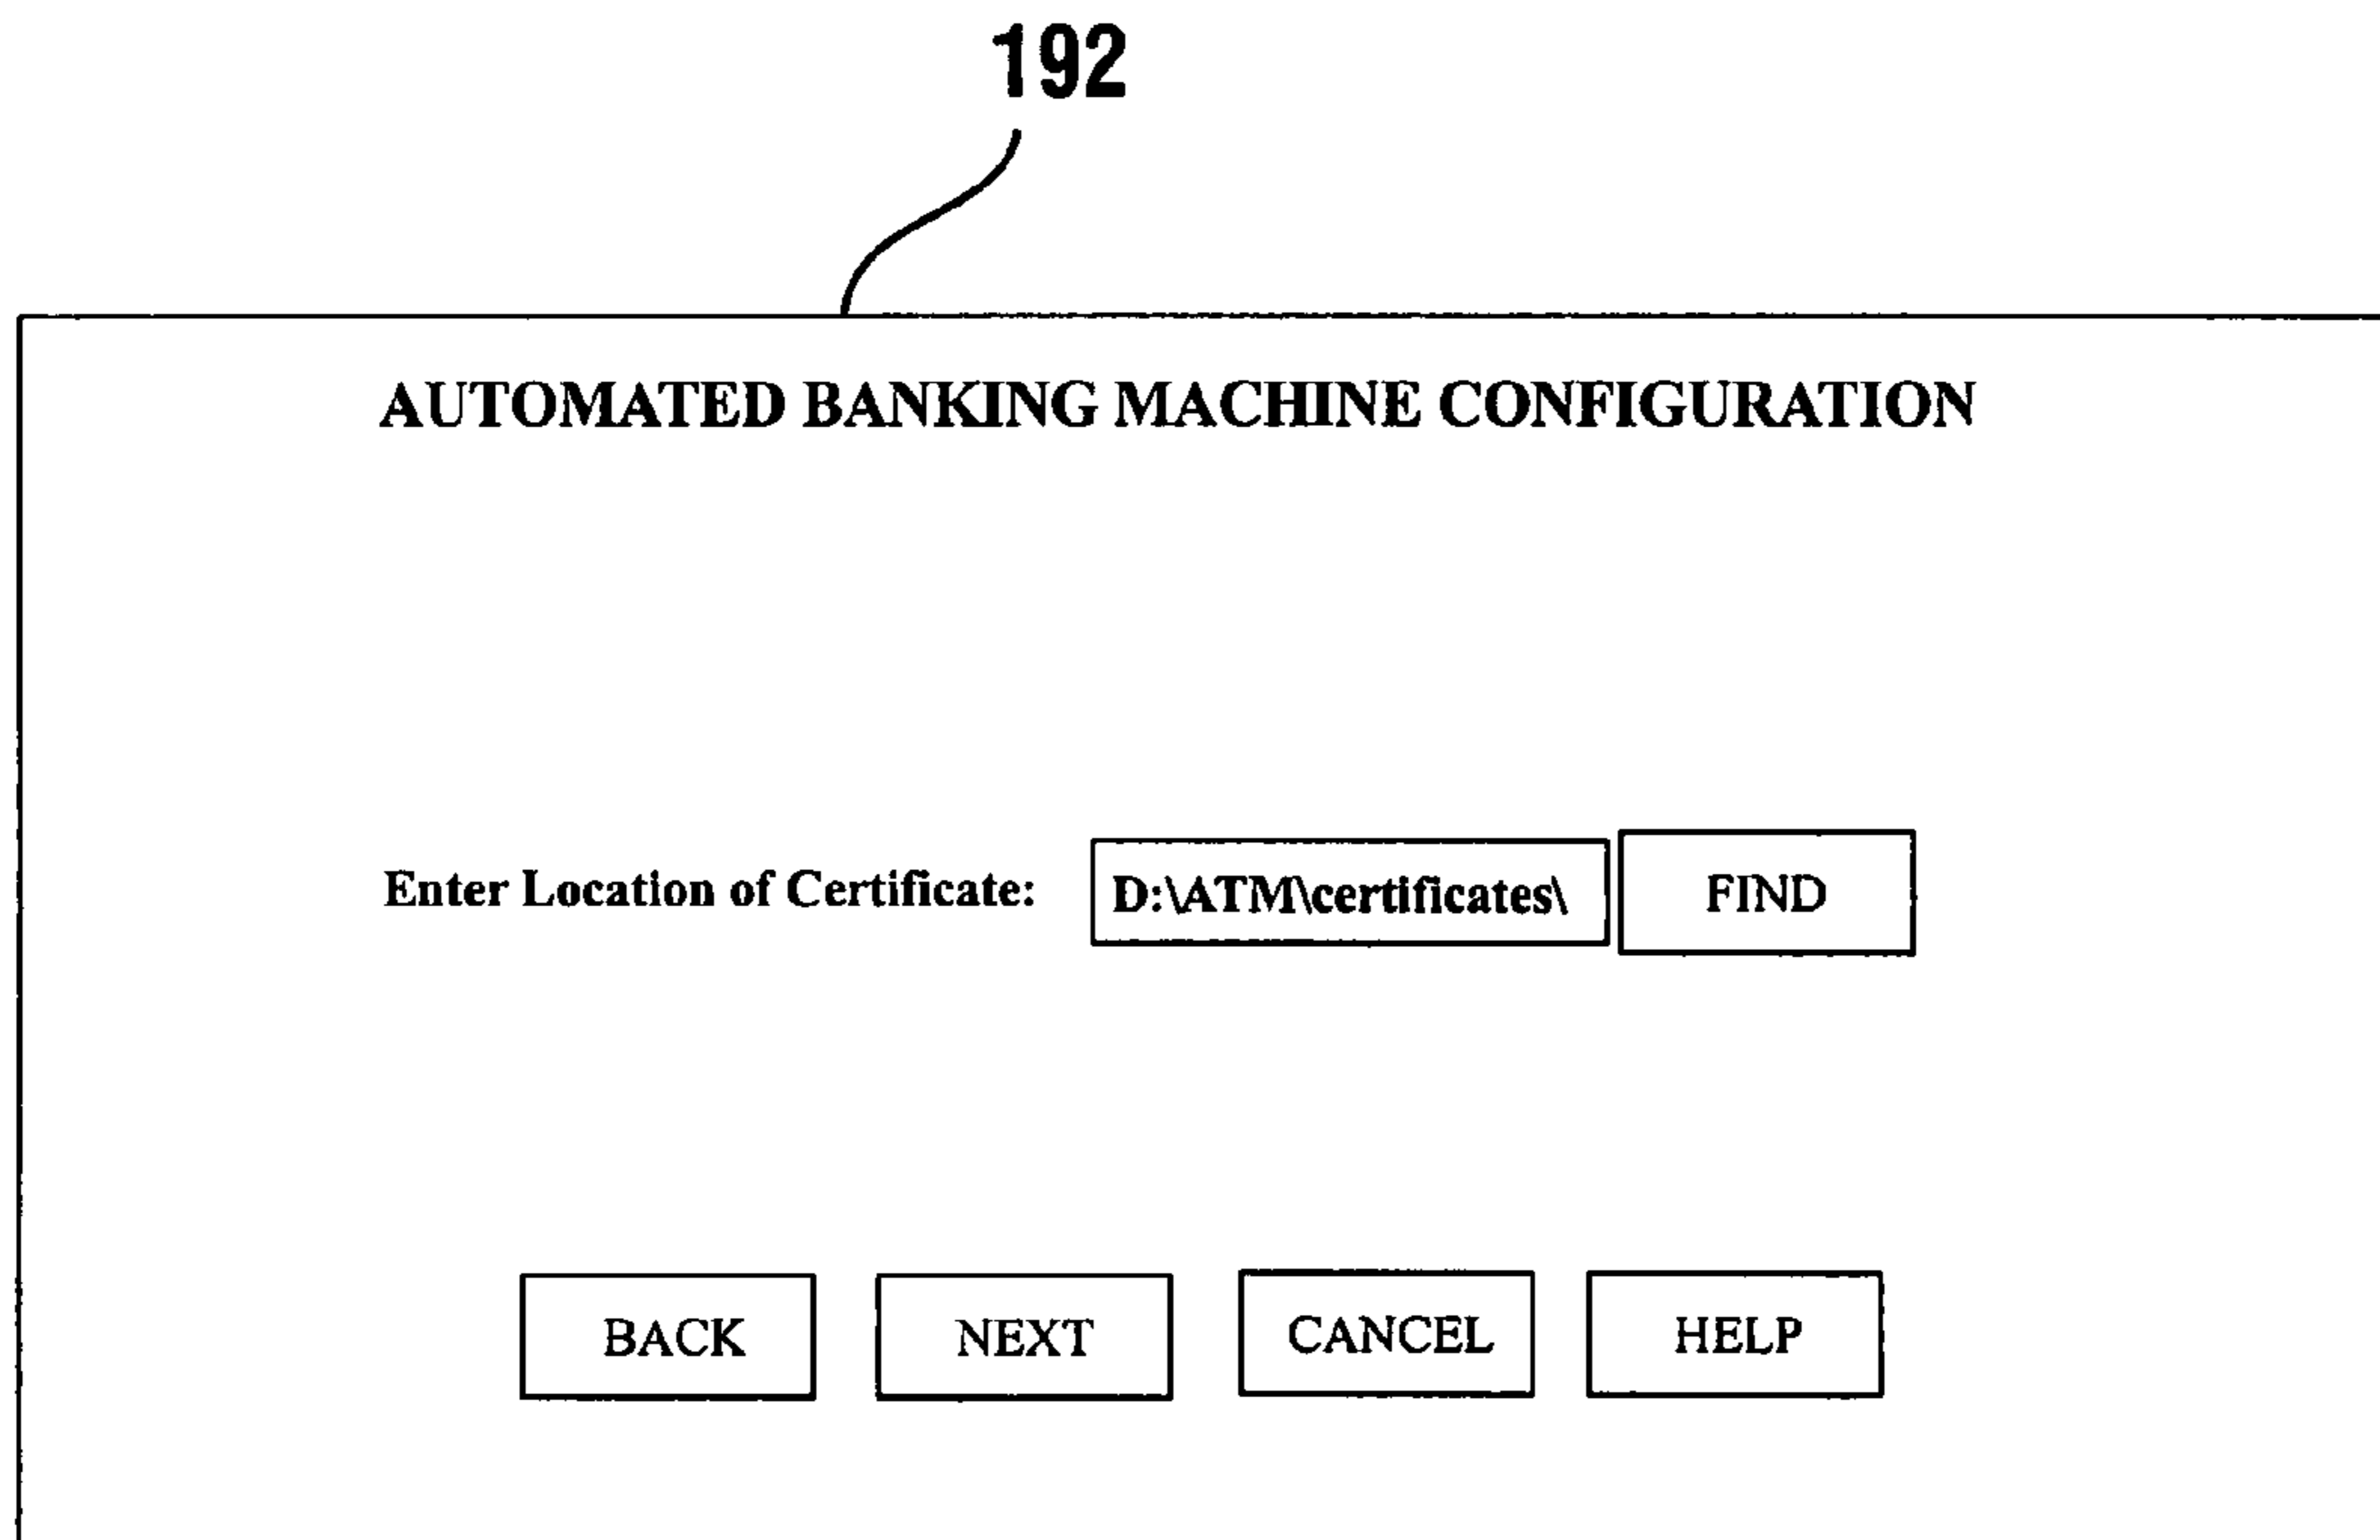 192
AUTOMATED BANKING MACHINE CONFIGURATION
Enter Location of Certificate: D:\ATM\certificates\ FIND
BACK NEXT CANCEL HELP